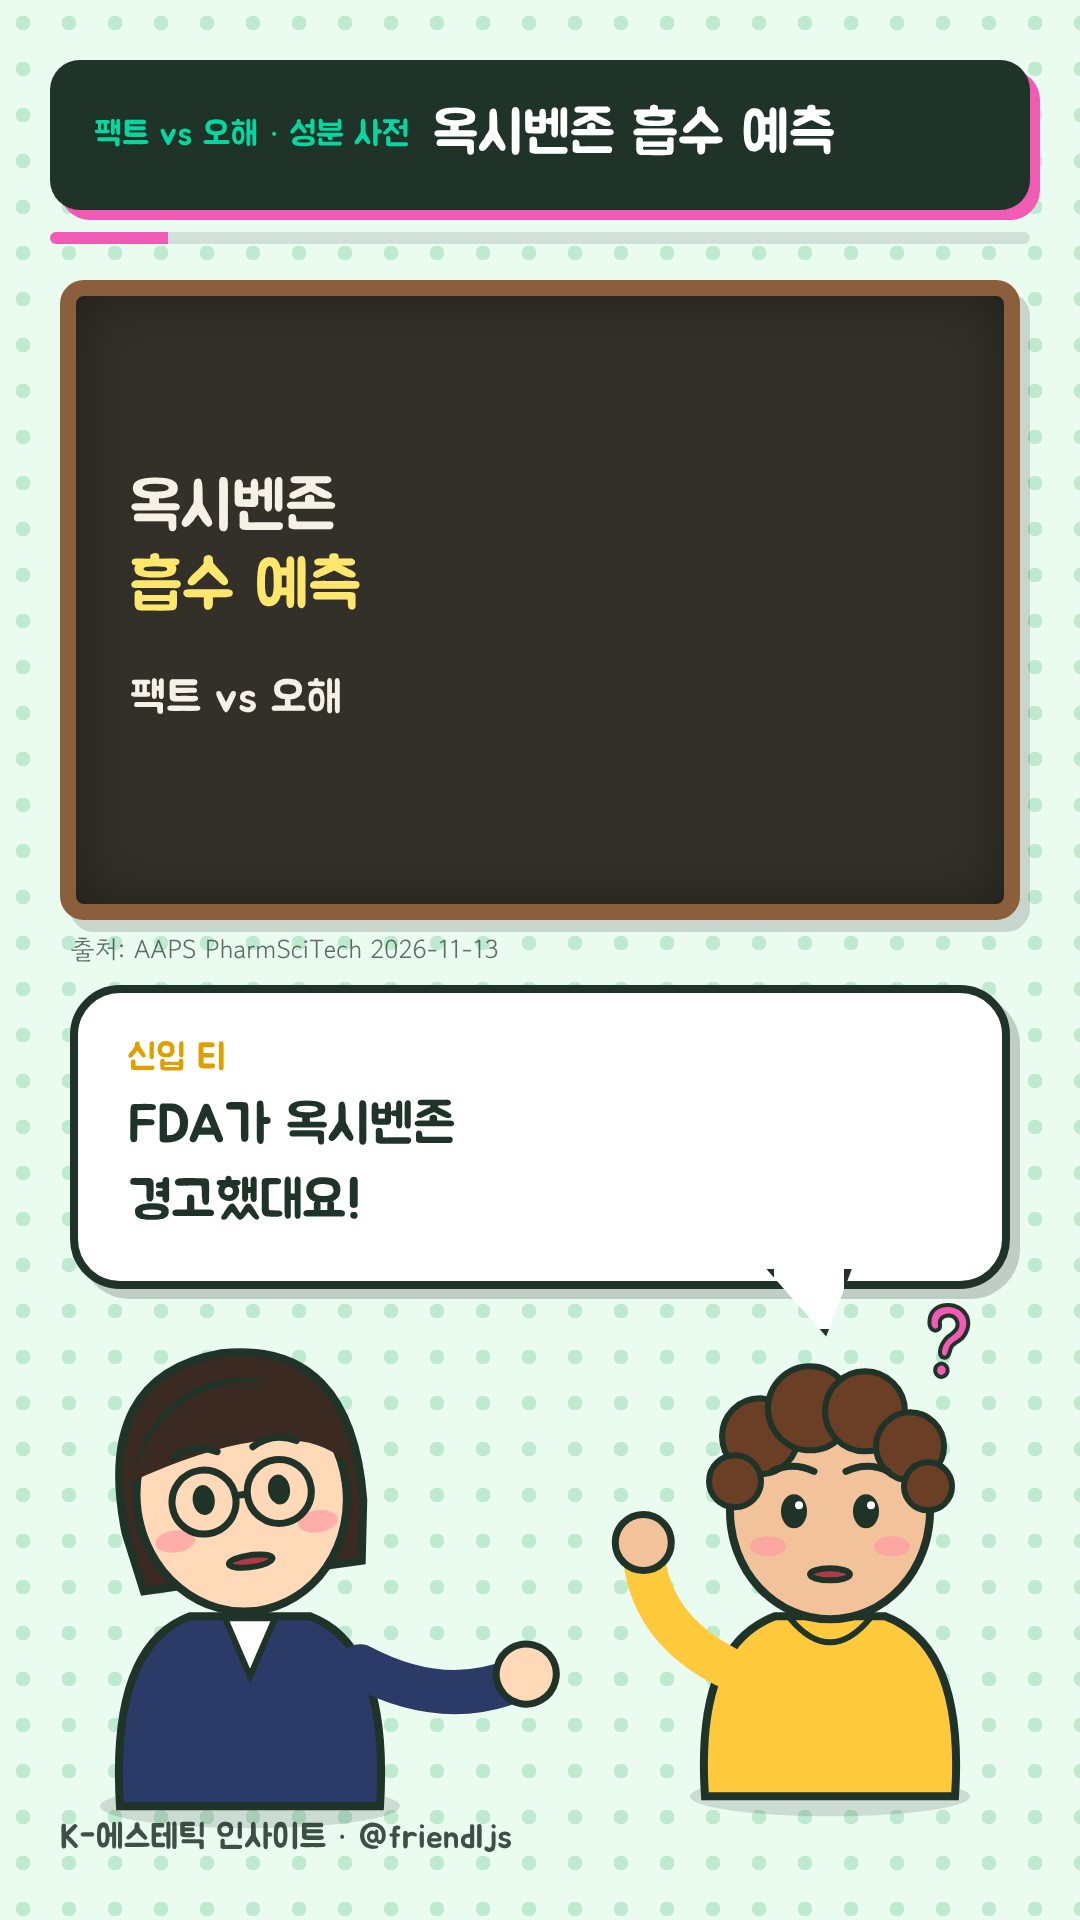 팩트 vs 오해 · 성분 사전 옥시벤존 흡수 예측
옥시벤존
흡수 예측
팩트 vs 오해
출처: AAPS PharmSciTech 2026-11-13
신입 티
FDA가 옥시벤존
경고했대요!
?
K-에스테틱 인사이트 · @friendljs